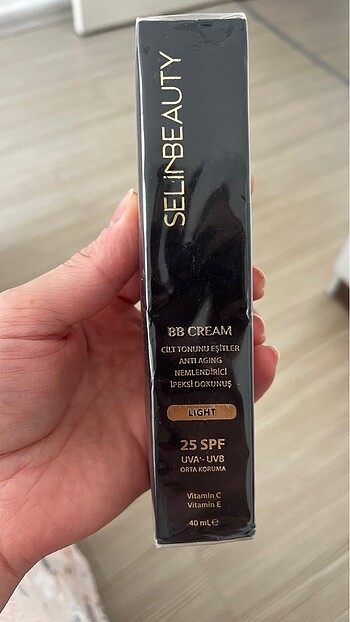 SELİNBEAUTY
BB CREAM
CİLT TONUNU EŞİTLER
ANTI AGING
NEMLENDİRİCİ
İPEKSİ DOKUNUŞ
LIGHT
25 SPF
UVA - UVB
ORTA KORUMA
Vitamin C
Vitamin E
40 mL ℮